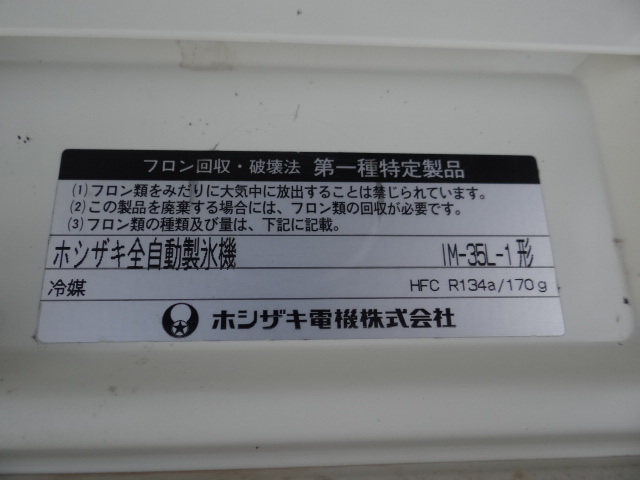 フロン回収・破壊法 第一種特定製品
(1)フロン類をみだりに大気中に放出することは禁じられています。
(2)この製品を廃棄する場合には、フロン類の回収が必要です。
(3)フロン類の種類及び量は、下記に記載。
ホシザキ全自動製氷機 IM-35L-1形
冷媒 HFC R134a/170g
ホシザキ電機株式会社